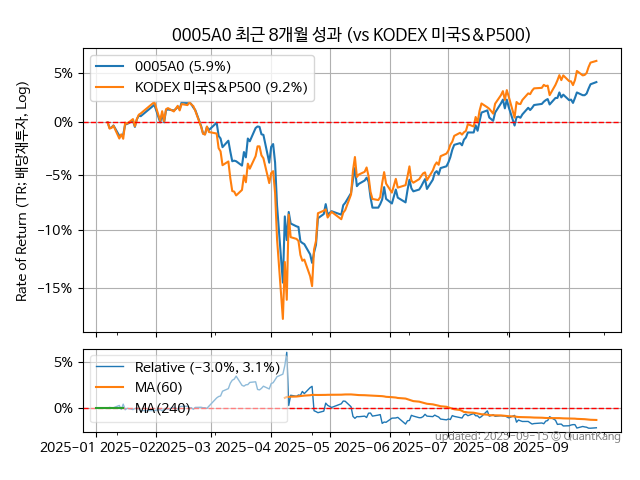 0005A0 최근 8개월 성과 (vs KODEX 미국S&P500)
0005A0 (5.9%)
KODEX 미국S&P500 (9.2%)
5%
0%
−5%
−10%
−15%
Rate of Return (TR: 배당재투자, Log)
Relative (−3.0%, 3.1%)
MA(60)
MA(240)
5%
0%
2025−01 2025−02 2025−03 2025−04 2025−05 2025−06 2025−07 2025−08 2025−09
updated: 2025−09−15 © QuantKang